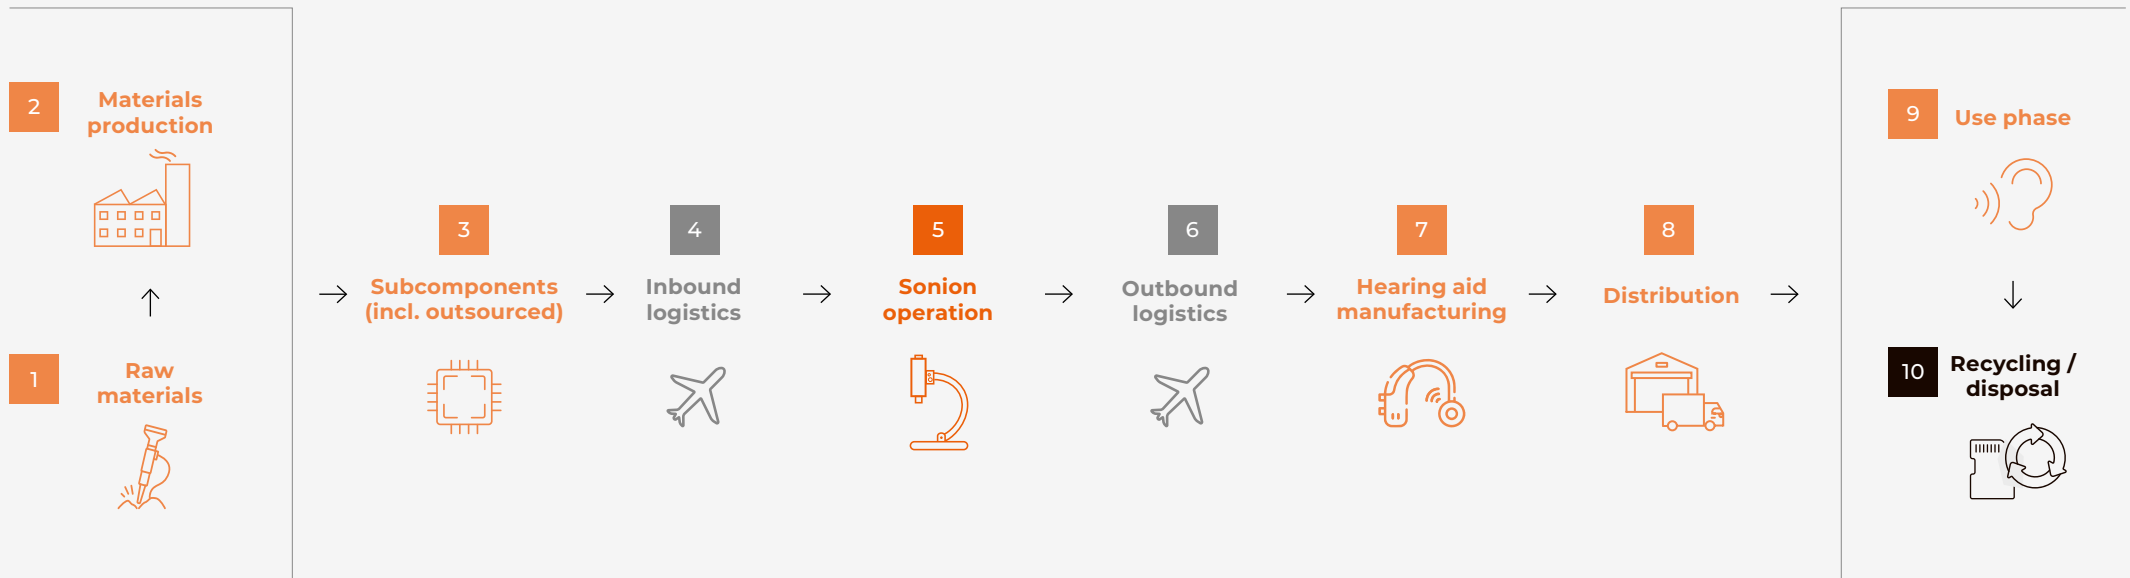 2
Materials
production
1
Raw
materials
3
Subcomponents
(incl. outsourced)
4
Inbound
logistics
5
Sonion
operation
6
Outbound
logistics
7
Hearing aid
manufacturing
8
Distribution
9
Use phase
10
Recycling /
disposal